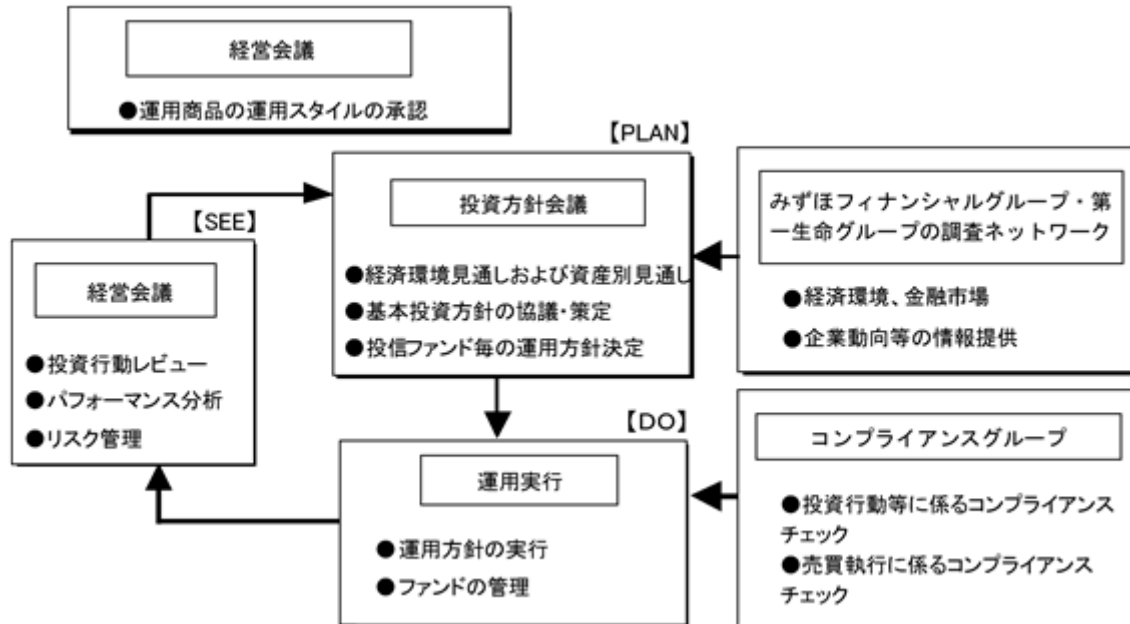 経営会議
●運用商品の運用スタイルの承認
【PLAN】
投資方針会議
●経済環境見通しおよび資産別見通し
●基本投資方針の協議・策定
●投信ファンド毎の運用方針決定
みずほフィナンシャルグループ・第
一生命グループの調査ネットワーク
●経済環境、金融市場
●企業動向等の情報提供
【SEE】
経営会議
●投資行動レビュー
●パフォーマンス分析
●リスク管理
【DO】
運用実行
●運用方針の実行
●ファンドの管理
コンプライアンスグループ
●投資行動等に係るコンプライアンス
チェック
●売買執行に係るコンプライアンス
チェック